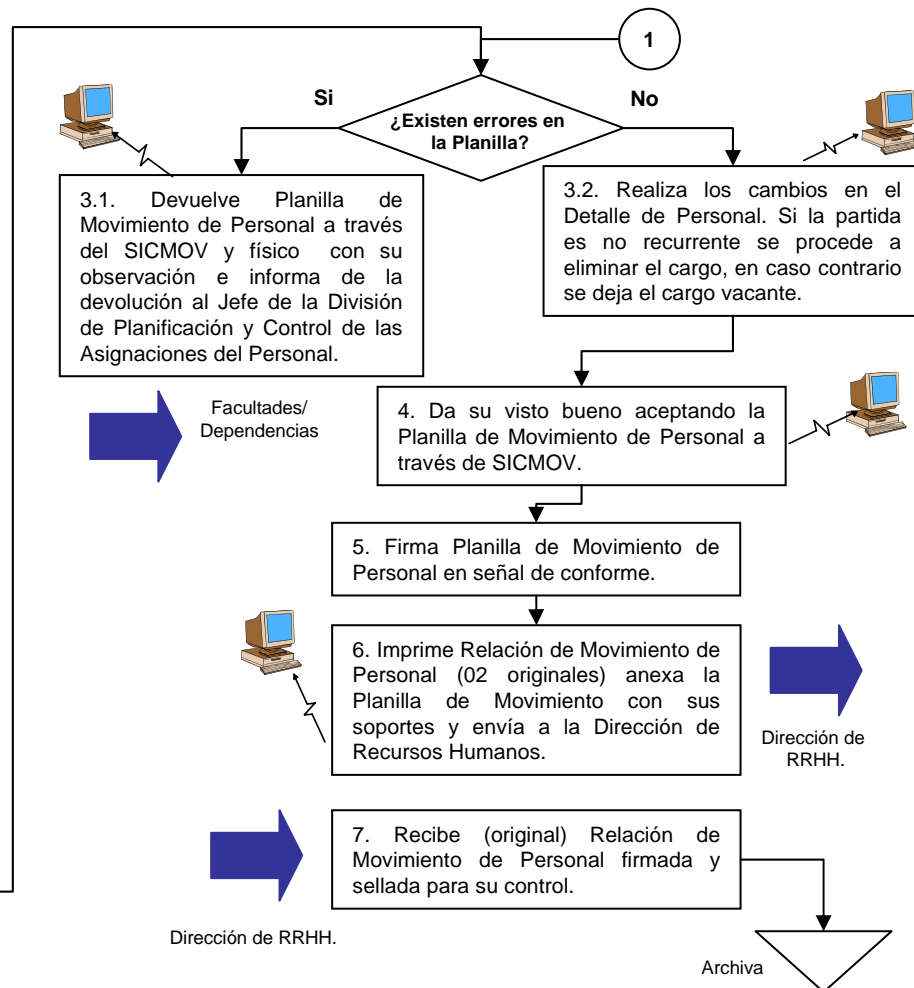 1
Si
No
¿Existen errores en
la Planilla?
3.1. Devuelve Planilla de
Movimiento de Personal a través
del SICMOV y físico con su
observación e informa de la
devolución al Jefe de la División
de Planificación y Control de las
Asignaciones del Personal.
3.2. Realiza los cambios en el
Detalle de Personal. Si la partida
es no recurrente se procede a
eliminar el cargo, en caso contrario
se deja el cargo vacante.
Facultades/
Dependencias
4. Da su visto bueno aceptando la
Planilla de Movimiento de Personal a
través de SICMOV.
5. Firma Planilla de Movimiento de
Personal en señal de conforme.
6. Imprime Relación de Movimiento de
Personal (02 originales) anexa la
Planilla de Movimiento con sus
soportes y envía a la Dirección de
Recursos Humanos.
Dirección de
RRHH.
7. Recibe (original) Relación de
Movimiento de Personal firmada y
sellada para su control.
Dirección de RRHH.
Archiva